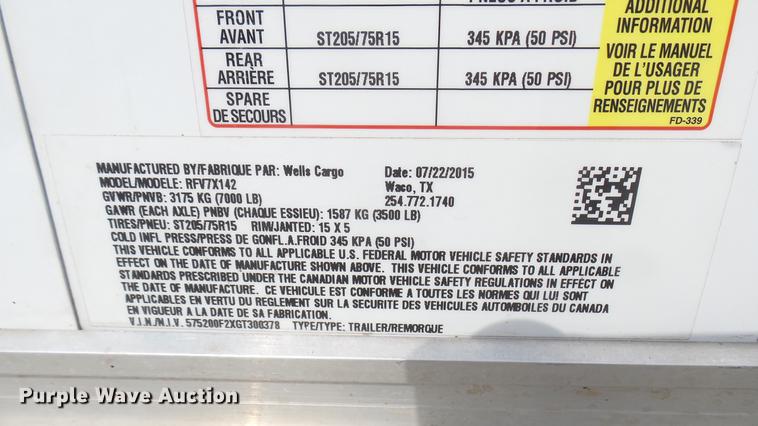 FRONT
AVANT ST205/75R15 345 KPA (50 PSI)
REAR
ARRIÈRE ST205/75R15 345 KPA (50 PSI)
SPARE
DE SECOURS
ADDITIONAL
INFORMATION
VOIR LE MANUEL
DE L'USAGER
POUR PLUS DE
RENSEIGNEMENTS
FD-339
MANUFACTURED BY/FABRIQUE PAR: Wells Cargo Date: 07/22/2015
MODEL/MODELE: RFV7X142 Waco, TX
GVWR/PNVB: 3175 KG (7000 LB) 254.772.1740
GAWR (EACH AXLE) PNBV (CHAQUE ESSIEU): 1587 KG (3500 LB)
TIRES/PNEU: ST205/75R15 RIM/JANTED: 15 X 5
COLD INFL PRESS/PRESS DE GONFL.A.FROID 345 KPA (50 PSI)
THIS VEHICLE CONFORMS TO ALL APPLICABLE U.S. FEDERAL MOTOR VEHICLE SAFETY STANDARDS IN
EFFECT ON THE DATE OF MANUFACTURE SHOWN ABOVE. THIS VEHICLE CONFORMS TO ALL APPLICABLE
STANDARDS PRESCRIBED UNDER THE CANADIAN MOTOR VEHICLE SAFETY REGULATIONS IN EFFECT ON
THE DATE OF MANUFACTURE. CE VEHICULE EST CONFORME A TOUTES LES NORMES QUI LUI SONT
APPLICABLES EN VERTU DU REGLEMENT SUR LA SECURITE DES VEHICULES AUTOMBOILES DU CANADA
EN VIGUEUR A LA DATE DE SA FABRICATION.
V.I.N./N.I.V. 575200F2XGT300378 TYPE/TYPE: TRAILER/REMORQUE
Purple Wave Auction